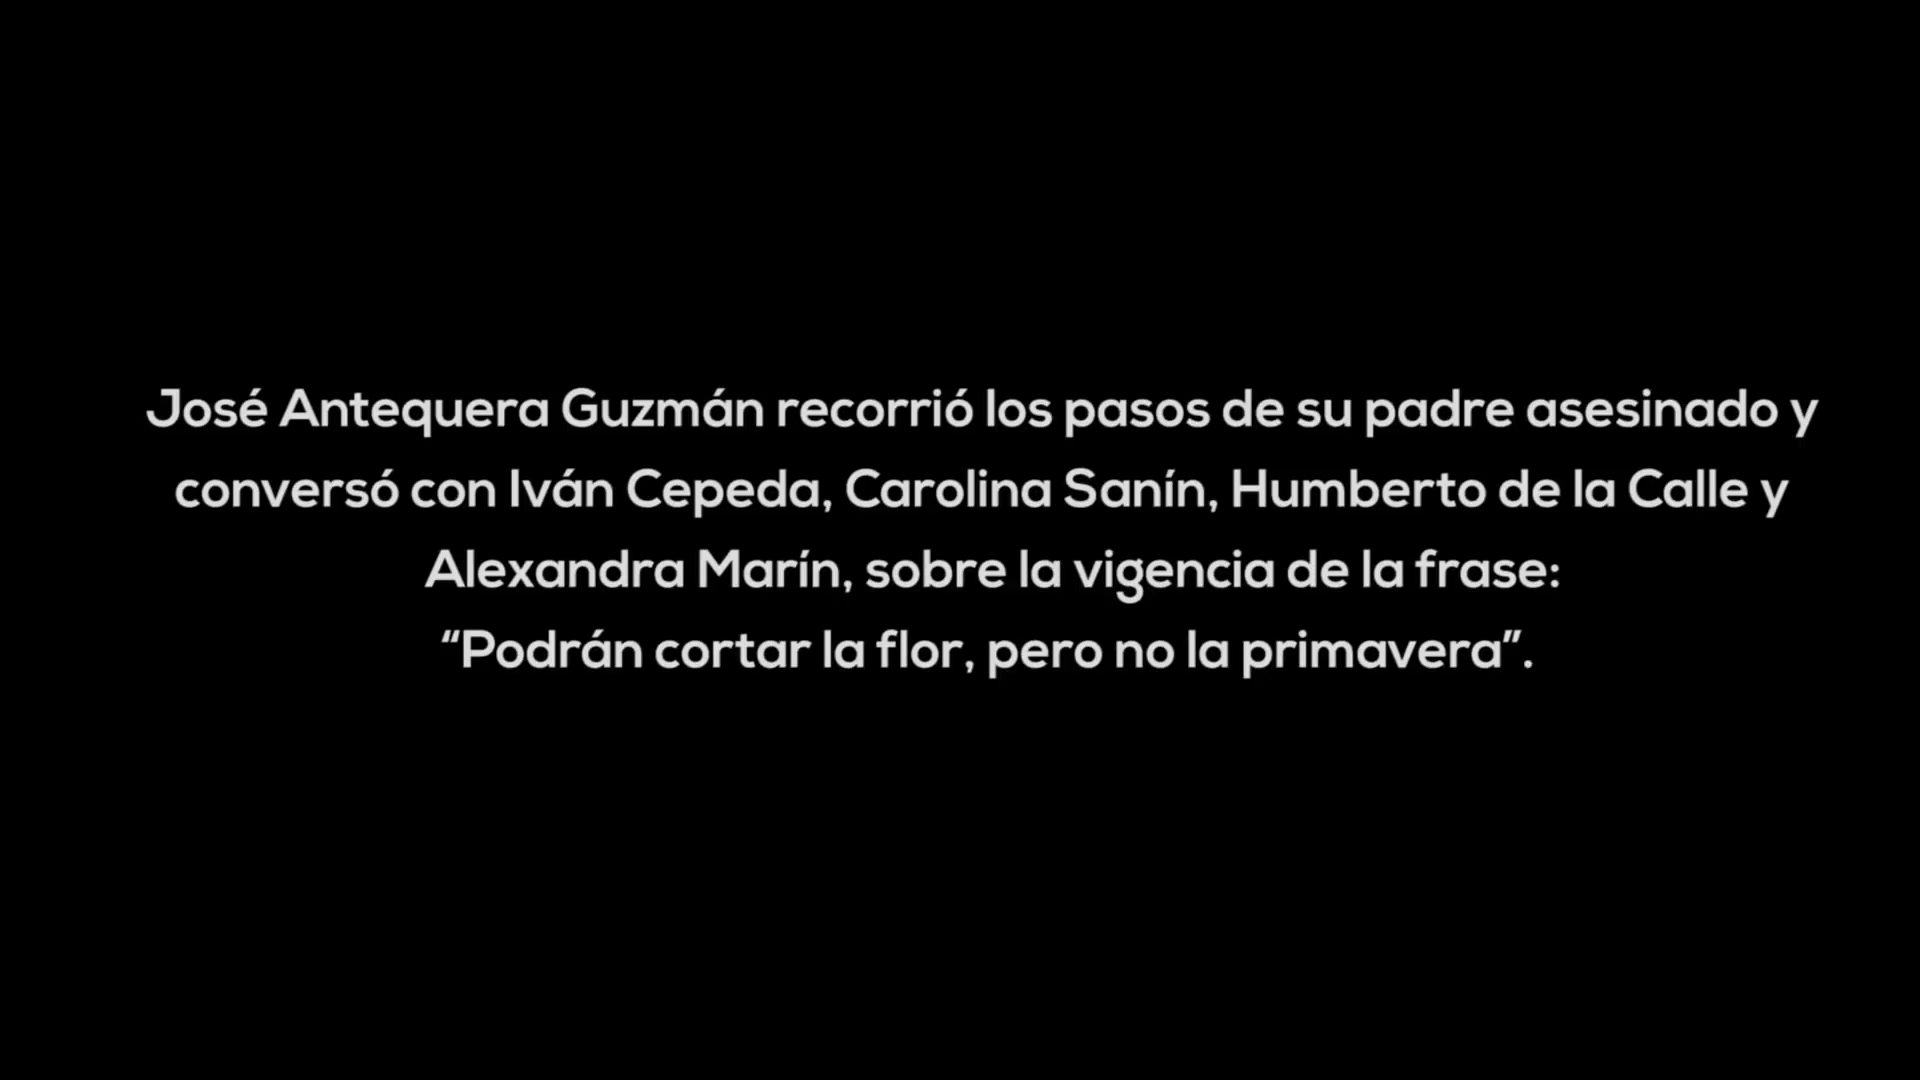 José Antequera Guzmán recorrió los pasos de su padre asesinado y
conversó con Iván Cepeda, Carolina Sanín, Humberto de la Calle y
Alexandra Marín, sobre la vigencia de la frase:
“Podrán cortar la flor, pero no la primavera”.